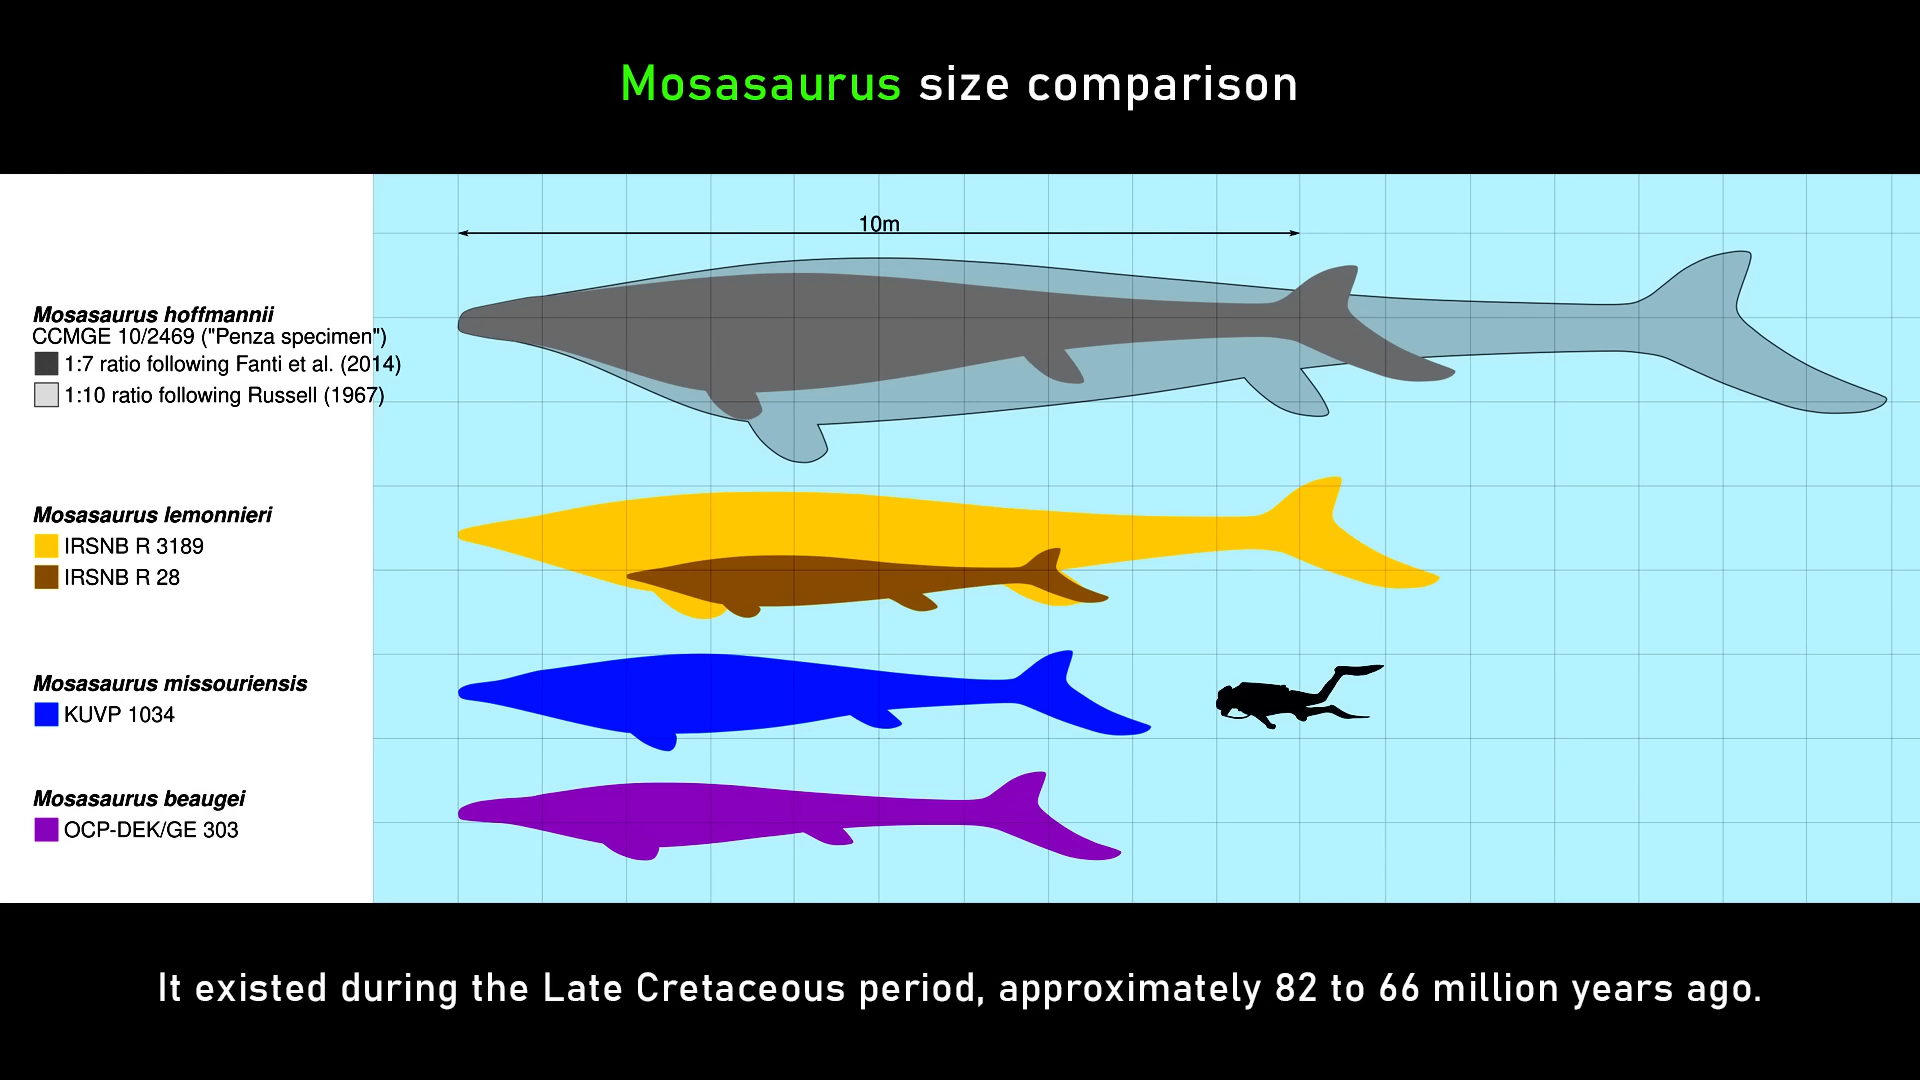 Mosasaurus size comparison
10m
Mosasaurus hoffmannii
CCMGE 10/2469 ("Penza specimen")
1:7 ratio following Fanti et al. (2014)
1:10 ratio following Russell (1967)
Mosasaurus lemonnieri
IRSNB R 3189
IRSNB R 28
Mosasaurus missouriensis
KUVP 1034
Mosasaurus beaugei
OCP-DEK/GE 303
It existed during the Late Cretaceous period, approximately 82 to 66 million years ago.